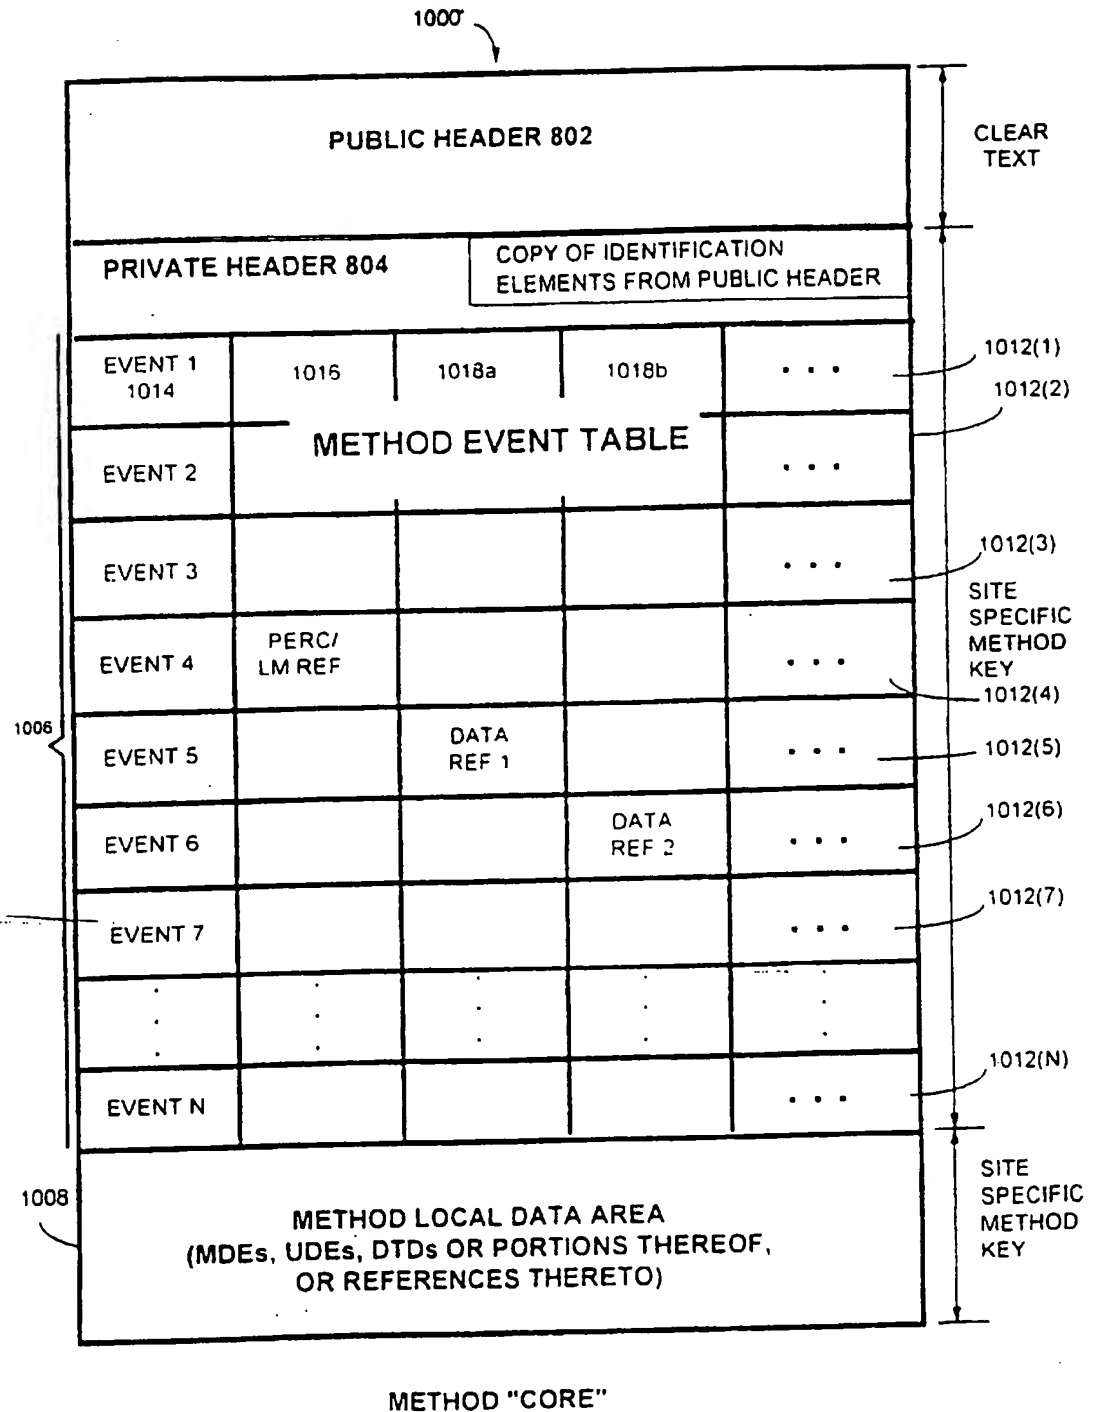 1000
PUBLIC HEADER 802
CLEAR
TEXT
PRIVATE HEADER 804
COPY OF IDENTIFICATION
ELEMENTS FROM PUBLIC HEADER
EVENT 1
1014
1016
1018a
1018b
• • •
1012(1)
1012(2)
METHOD EVENT TABLE
EVENT 2
• • •
EVENT 3
• • •
1012(3)
SITE
SPECIFIC
METHOD
KEY
EVENT 4
PERC/
LM REF
• • •
1012(4)
1006
EVENT 5
DATA
REF 1
• • •
1012(5)
EVENT 6
DATA
REF 2
• • •
1012(6)
EVENT 7
• • •
1012(7)
EVENT N
• • •
1012(N)
1008
METHOD LOCAL DATA AREA
(MDEs, UDEs, DTDs OR PORTIONS THEREOF,
OR REFERENCES THERETO)
SITE
SPECIFIC
METHOD
KEY
METHOD "CORE"